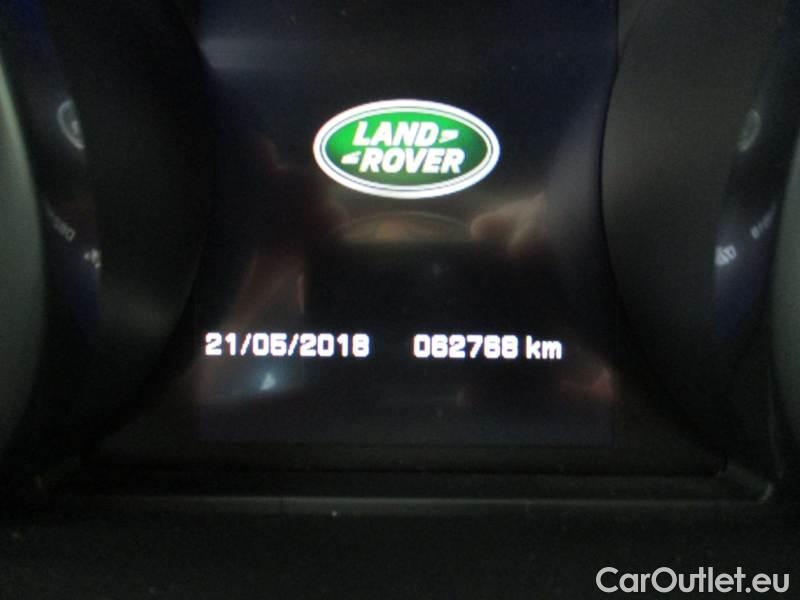 LAND
ROVER
21/05/2018 062768 km
CarOutlet.eu